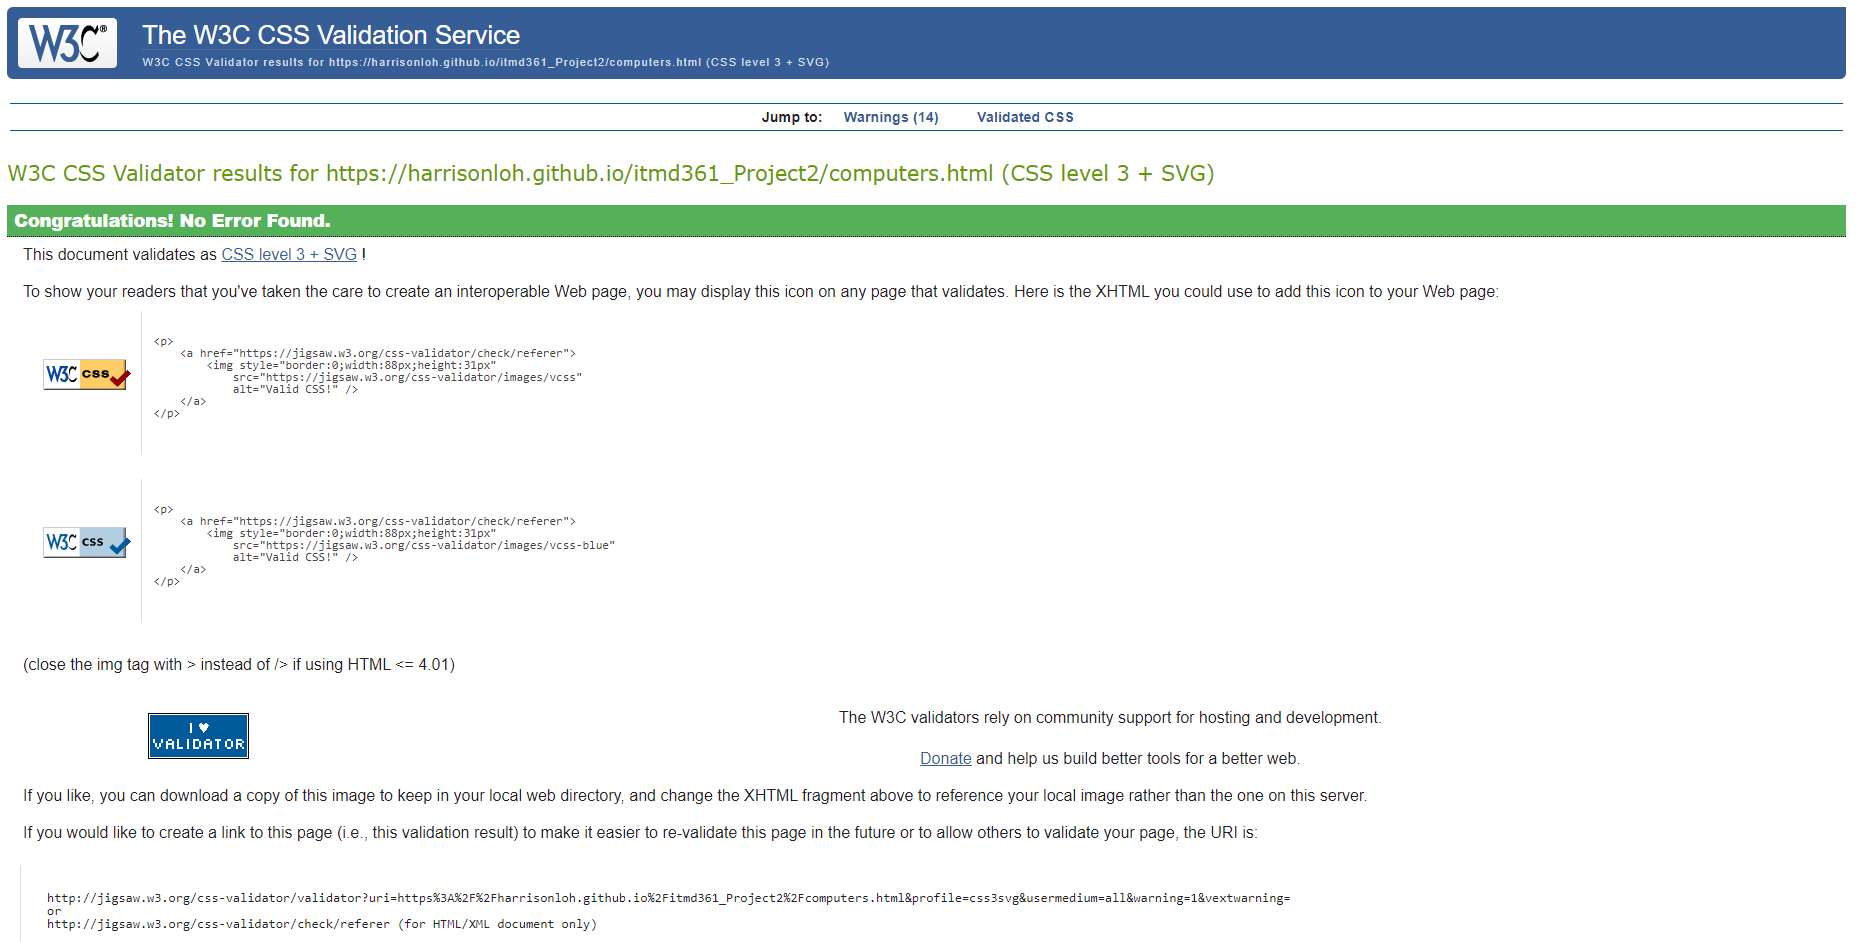 W3C®
The W3C CSS Validation Service
W3C CSS Validator results for https://harrisonloh.github.io/itmd361_Project2/computers.html (CSS level 3 + SVG)
Jump to: Warnings (14) Validated CSS
W3C CSS Validator results for https://harrisonloh.github.io/itmd361_Project2/computers.html (CSS level 3 + SVG)
Congratulations! No Error Found.
This document validates as CSS level 3 + SVG !
To show your readers that you've taken the care to create an interoperable Web page, you may display this icon on any page that validates. Here is the XHTML you could use to add this icon to your Web page:
W3C css
<p>
<a href="https://jigsaw.w3.org/css-validator/check/referer">
<img style="border:0;width:88px;height:31px"
src="https://jigsaw.w3.org/css-validator/images/vcss"
alt="Valid CSS!" />
</a>
</p>
W3C css
<p>
<a href="https://jigsaw.w3.org/css-validator/check/referer">
<img style="border:0;width:88px;height:31px"
src="https://jigsaw.w3.org/css-validator/images/vcss-blue"
alt="Valid CSS!" />
</a>
</p>
(close the img tag with > instead of /> if using HTML <= 4.01)
I ♥
VALIDATOR
The W3C validators rely on community support for hosting and development.
Donate and help us build better tools for a better web.
If you like, you can download a copy of this image to keep in your local web directory, and change the XHTML fragment above to reference your local image rather than the one on this server.
If you would like to create a link to this page (i.e., this validation result) to make it easier to re-validate this page in the future or to allow others to validate your page, the URI is:
http://jigsaw.w3.org/css-validator/validator?uri=https%3A%2F%2Fharrisonloh.github.io%2Fitmd361_Project2%2Fcomputers.html&profile=css3svg&usermedium=all&warning=1&vextwarning=
or
http://jigsaw.w3.org/css-validator/check/referer (for HTML/XML document only)